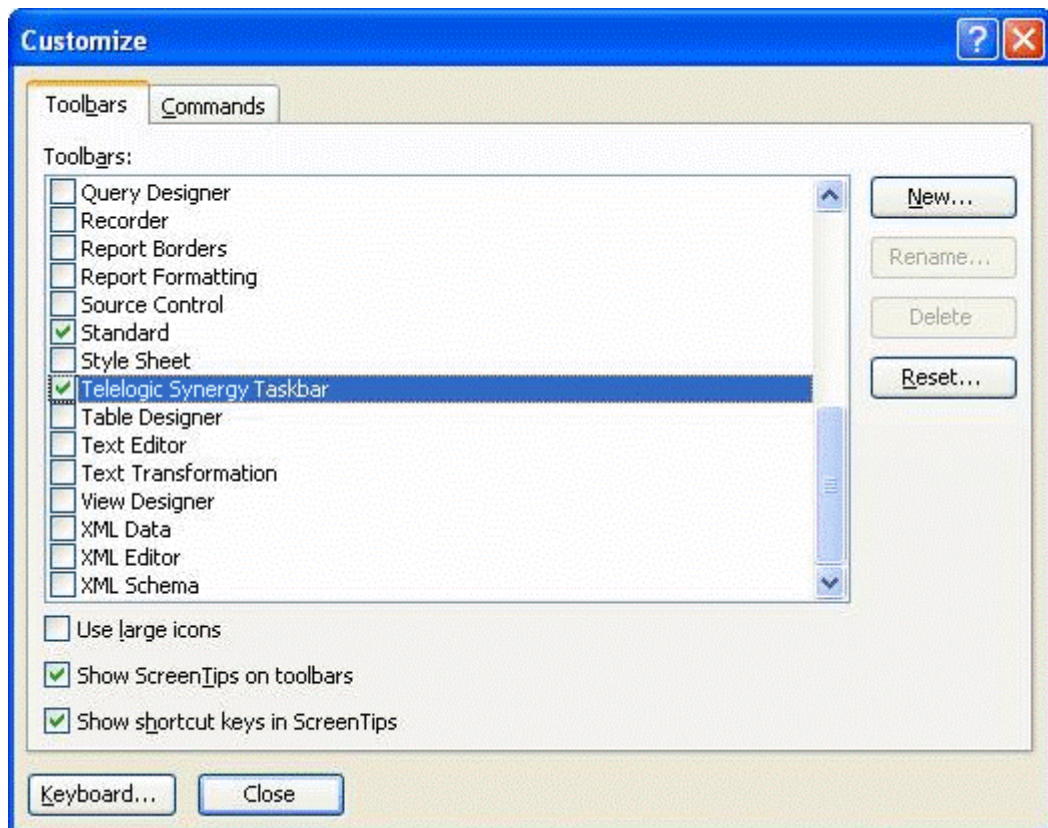 Customize
Toolbars
Commands
Toolbars:
Query Designer
Recorder
Report Borders
Report Formatting
Source Control
Standard
Style Sheet
Telelogic Synergy Taskbar
Table Designer
Text Editor
Text Transformation
View Designer
XML Data
XML Editor
XML Schema
New...
Rename...
Delete
Reset...
Use large icons
Show ScreenTips on toolbars
Show shortcut keys in ScreenTips
Keyboard...
Close